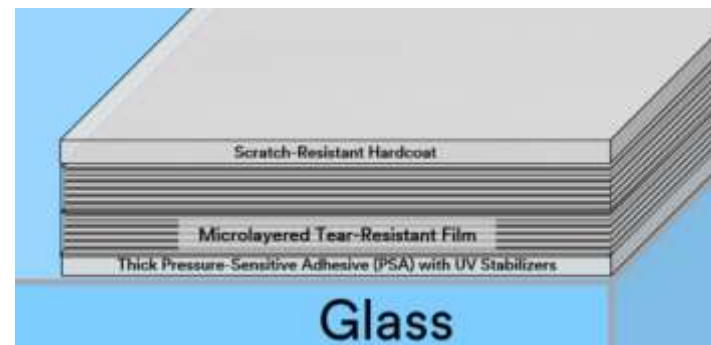 Scratch-Resistant Hardcoat
Microlayered Tear-Resistant Film
Thick Pressure-Sensitive Adhesive (PSA) with UV Stabilizers
Glass